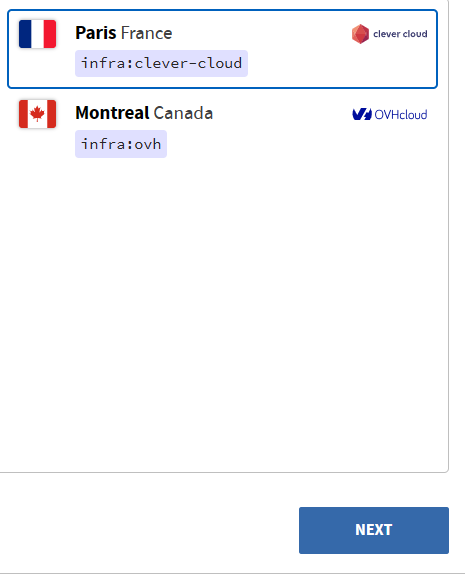 Paris France
clever cloud
infra:clever-cloud
Montreal Canada
OVHcloud
infra:ovh
NEXT